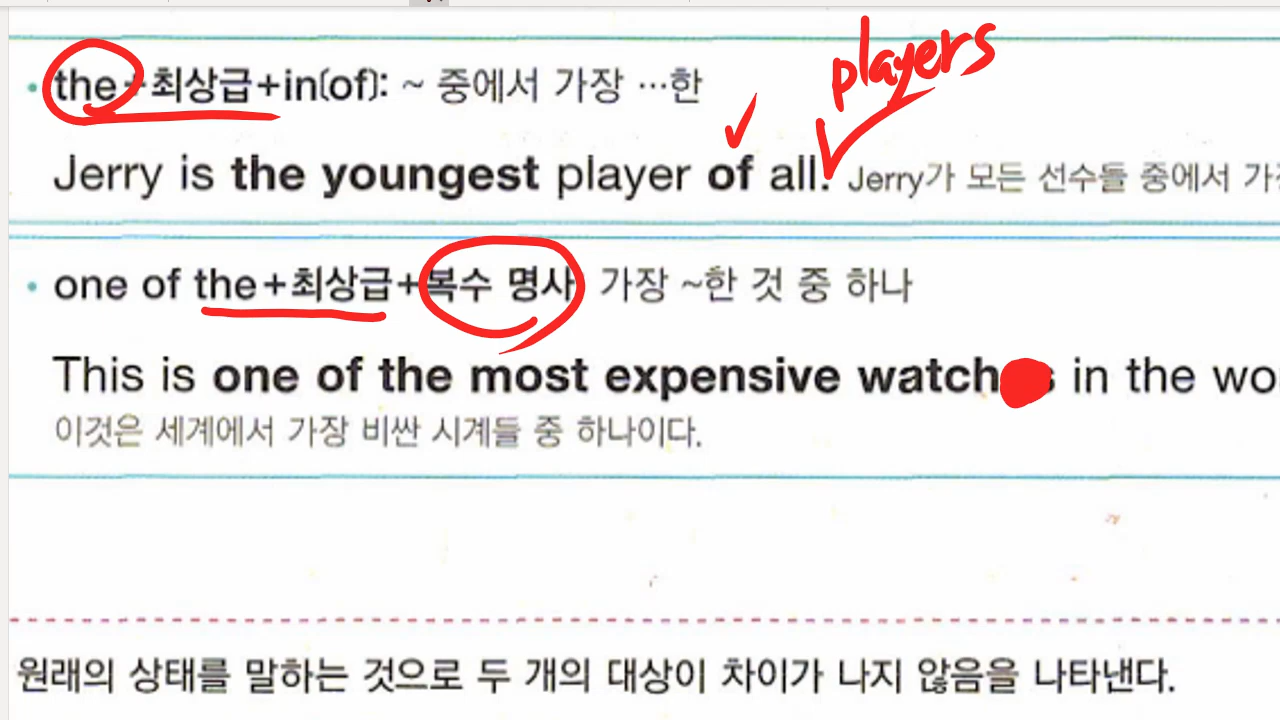 players
the+최상급+in(of): ~ 중에서 가장 …한
Jerry is the youngest player of all. Jerry가 모든 선수들 중에서
one of the+최상급+복수 명사 가장 ~한 것 중 하나
This is one of the most expensive in the
이것은 세계에서 가장 비싼 시계들 중 하나이다.
원래의 상태를 말하는 것으로 두 개의 대상이 차이가 나지 않음을 나타낸다.